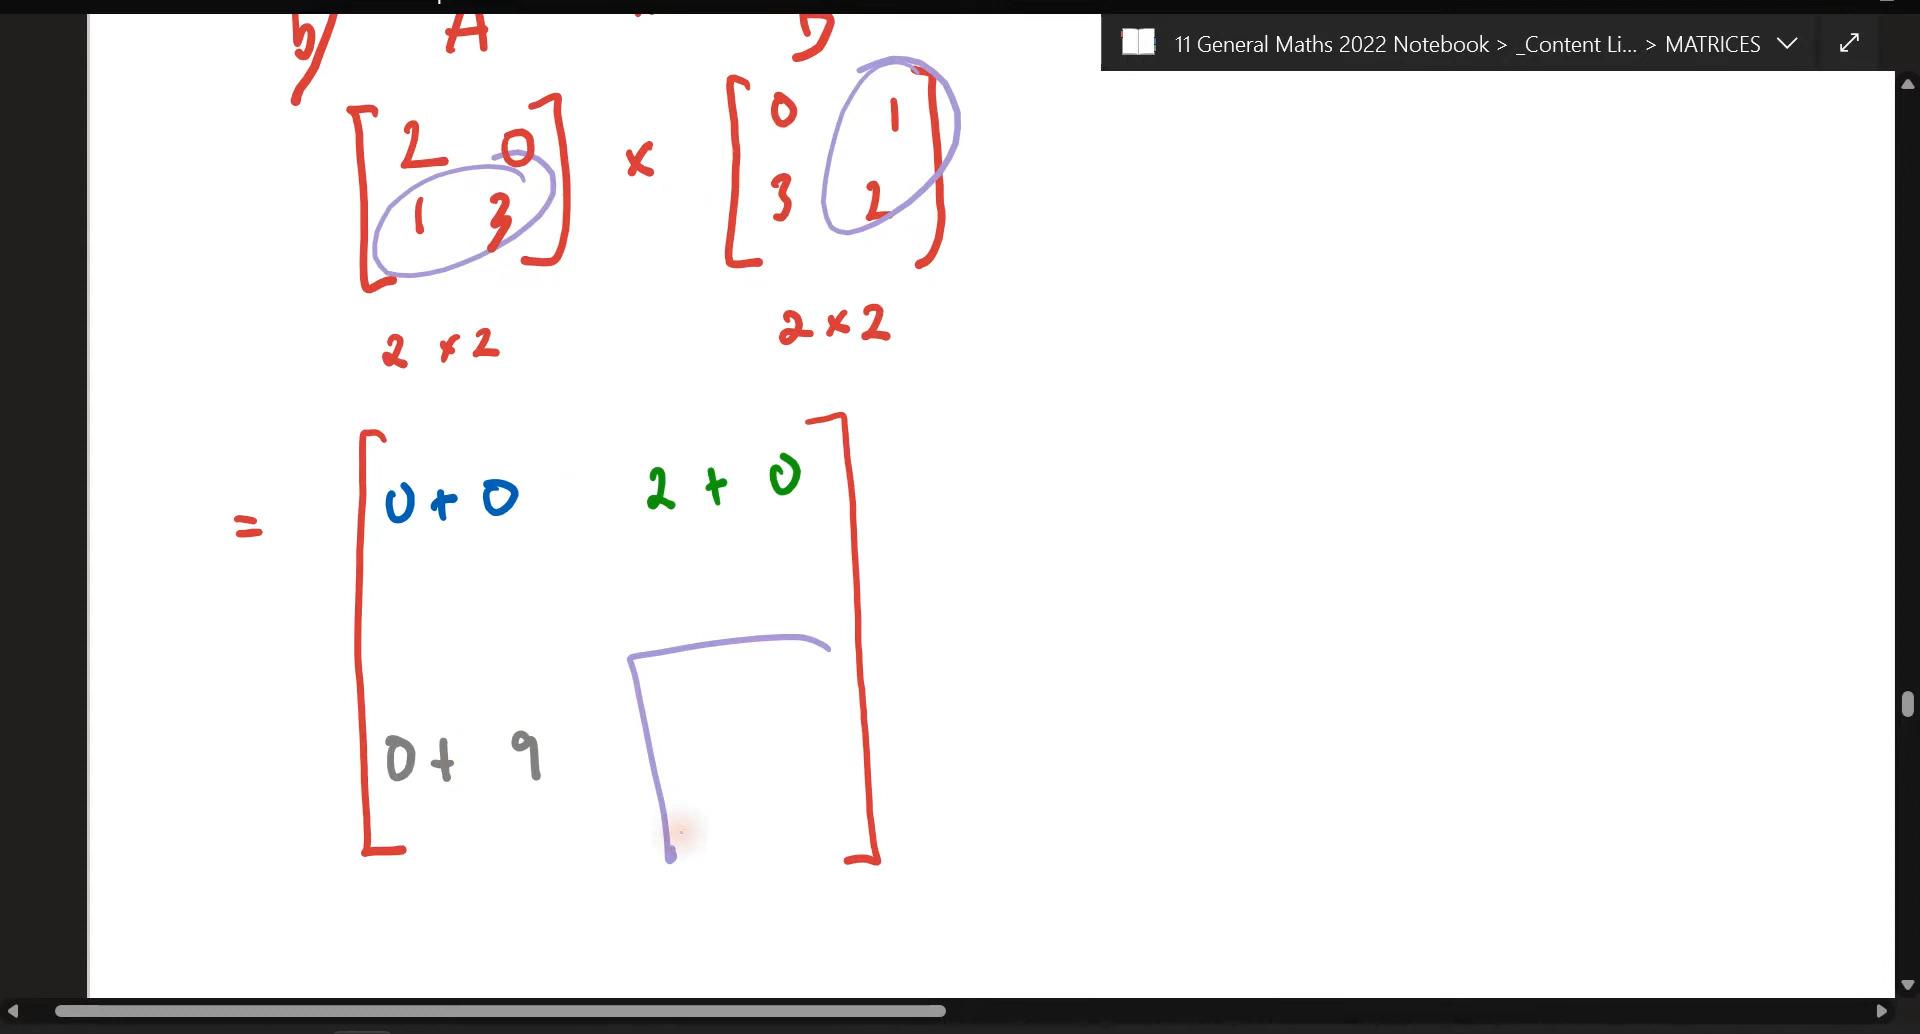 11 General Maths 2022 Notebook > _Content Li... > MATRICES
b) A × D
[2 0] × [0 1]
[1 3] [3 2]
2 × 2 2 × 2
= [0 + 0 2 + 0]
[0 + 9 ]